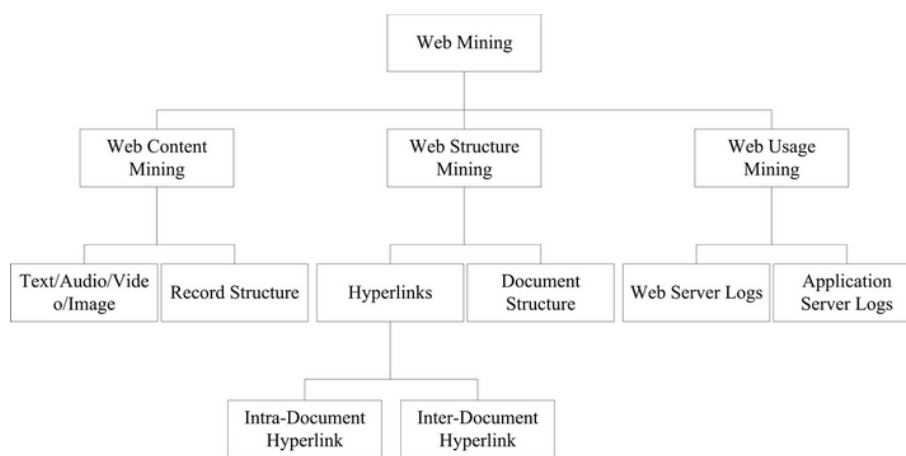 Web Mining
Web Content
Mining
Web Structure
Mining
Web Usage
Mining
Text/Audio/Vide
o/Image
Record Structure
Hyperlinks
Document
Structure
Web Server Logs
Application
Server Logs
Intra-Document
Hyperlink
Inter-Document
Hyperlink